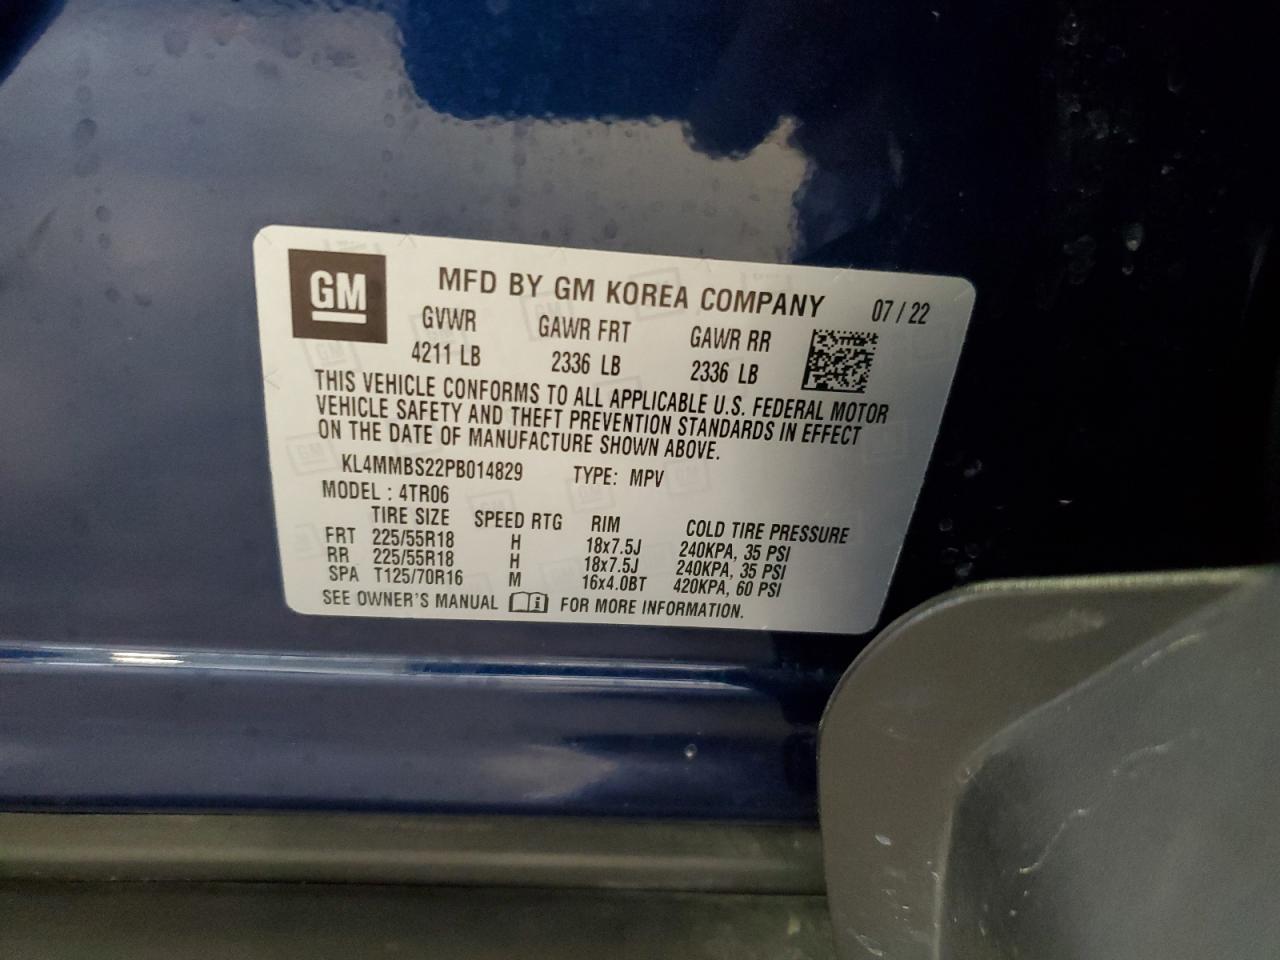 GM
MFD BY GM KOREA COMPANY 07/22
GVWR GAWR FRT GAWR RR
4211 LB 2336 LB 2336 LB
THIS VEHICLE CONFORMS TO ALL APPLICABLE U.S. FEDERAL MOTOR
VEHICLE SAFETY AND THEFT PREVENTION STANDARDS IN EFFECT
ON THE DATE OF MANUFACTURE SHOWN ABOVE.
KL4MMBS22PB014829 TYPE: MPV
MODEL : 4TR06
TIRE SIZE SPEED RTG RIM COLD TIRE PRESSURE
FRT 225/55R18 H 18x7.5J 240KPA, 35 PSI
RR 225/55R18 H 18x7.5J 240KPA, 35 PSI
SPA T125/70R16 M 16x4.0BT 420KPA, 60 PSI
SEE OWNER'S MANUAL i FOR MORE INFORMATION.